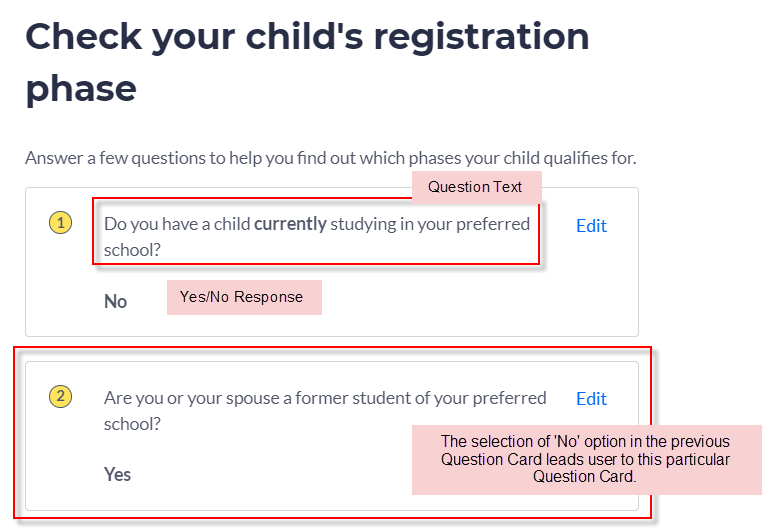 Check your child's registration
phase
Answer a few questions to help you find out which phases your child qualifies for.
Question Text
1
Do you have a child currently studying in your preferred
school?
Edit
No
Yes/No Response
2
Are you or your spouse a former student of your preferred
school?
Edit
The selection of 'No' option in the previous
Question Card leads user to this particular
Question Card.
Yes